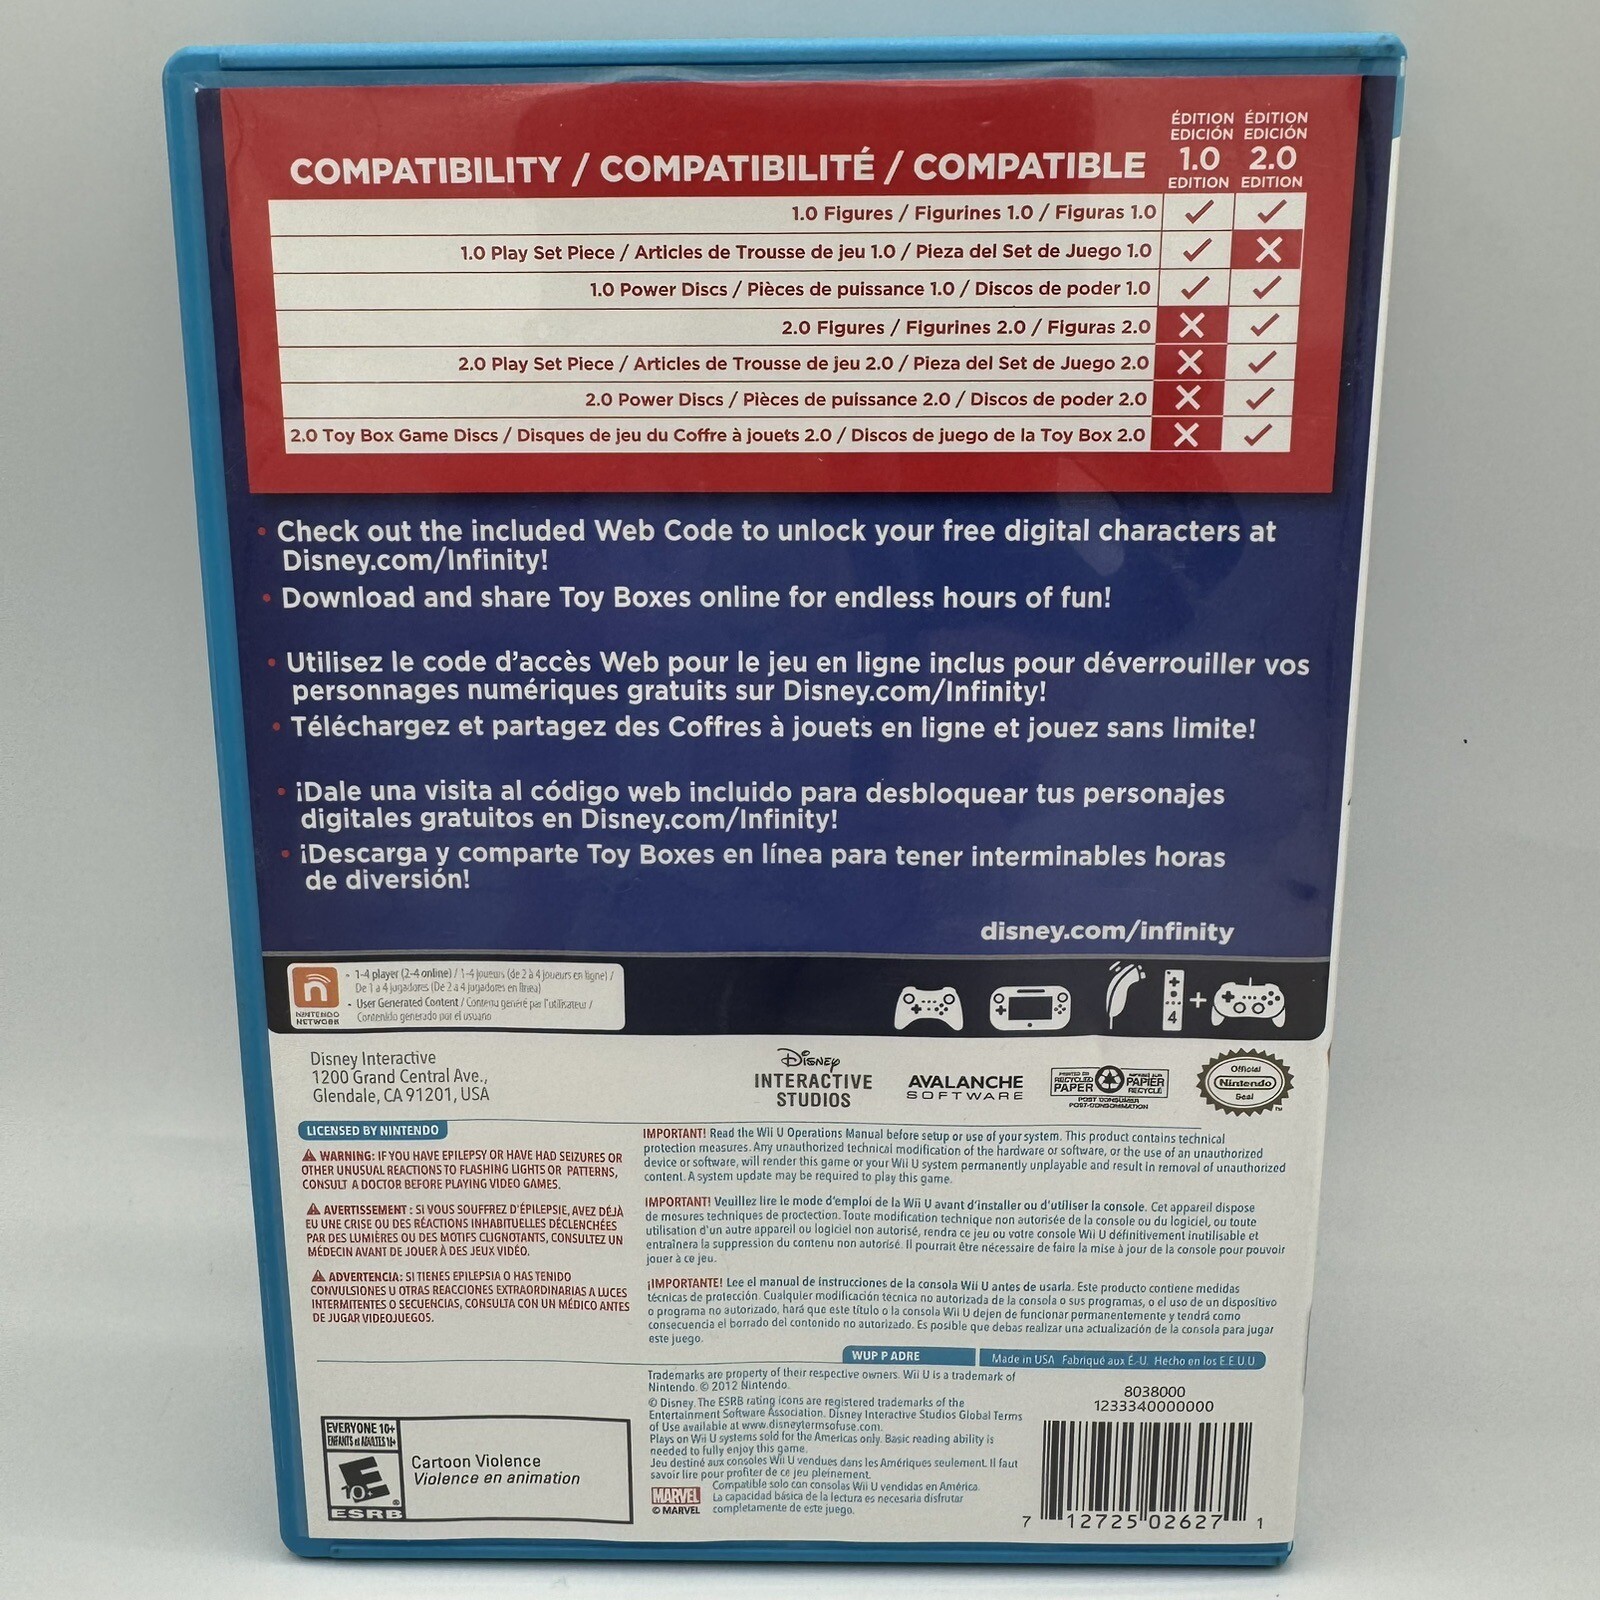 ÉDITION ÉDITION
EDICIÓN EDICIÓN
COMPATIBILITY / COMPATIBILITÉ / COMPATIBLE 1.0 2.0
EDITION EDITION
1.0 Figures / Figurines 1.0 / Figuras 1.0
1.0 Play Set Piece / Articles de Trousse de jeu 1.0 / Pieza del Set de Juego 1.0
1.0 Power Discs / Pièces de puissance 1.0 / Discos de poder 1.0
2.0 Figures / Figurines 2.0 / Figuras 2.0
2.0 Play Set Piece / Articles de Trousse de jeu 2.0 / Pieza del Set de Juego 2.0
2.0 Power Discs / Pièces de puissance 2.0 / Discos de poder 2.0
2.0 Toy Box Game Discs / Disques de jeu du Coffre à jouets 2.0 / Discos de juego de la Toy Box 2.0
• Check out the included Web Code to unlock your free digital characters at
Disney.com/Infinity!
• Download and share Toy Boxes online for endless hours of fun!
• Utilisez le code d'accès Web pour le jeu en ligne inclus pour déverrouiller vos
personnages numériques gratuits sur Disney.com/Infinity!
• Téléchargez et partagez des Coffres à jouets en ligne et jouez sans limite!
• ¡Dale una visita al código web incluido para desbloquear tus personajes
digitales gratuitos en Disney.com/Infinity!
• ¡Descarga y comparte Toy Boxes en línea para tener interminables horas
de diversión!
disney.com/infinity
NINTENDO
NETWORK
• 1-4 player (2-4 online) / 1-4 joueurs (de 2 à 4 joueurs en ligne) /
De 1 a 4 jugadores (De 2 a 4 jugadores en línea)
• User Generated Content / Contenu généré par l'utilisateur /
Contenido generado por el usuario
4 +
Disney Interactive
1200 Grand Central Ave.,
Glendale, CA 91201, USA
Disney
INTERACTIVE
STUDIOS
AVALANCHE
SOFTWARE
PRINTED ON
RECYCLED
PAPER
IMPRIMÉ SUR
PAPIER
RECYCLÉ
POST CONSUMER
POST-CONSOMMATION
Official
Nintendo
Seal
TM
LICENSED BY NINTENDO
WARNING: IF YOU HAVE EPILEPSY OR HAVE HAD SEIZURES OR
OTHER UNUSUAL REACTIONS TO FLASHING LIGHTS OR PATTERNS,
CONSULT A DOCTOR BEFORE PLAYING VIDEO GAMES.
AVERTISSEMENT : SI VOUS SOUFFREZ D'ÉPILEPSIE, AVEZ DÉJÀ
EU UNE CRISE OU DES RÉACTIONS INHABITUELLES DÉCLENCHÉES
PAR DES LUMIÈRES OU DES MOTIFS CLIGNOTANTS, CONSULTEZ UN
MÉDECIN AVANT DE JOUER À DES JEUX VIDÉO.
ADVERTENCIA: SI TIENES EPILEPSIA O HAS TENIDO
CONVULSIONES U OTRAS REACCIONES EXTRAORDINARIAS A LUCES
INTERMITENTES O SECUENCIAS, CONSULTA CON UN MÉDICO ANTES
DE JUGAR VIDEOJUEGOS.
IMPORTANT! Read the Wii U Operations Manual before setup or use of your system. This product contains technical
protection measures. Any unauthorized technical modification of the hardware or software, or the use of an unauthorized
device or software, will render this game or your Wii U system permanently unplayable and result in removal of unauthorized
content. A system update may be required to play this game.
IMPORTANT! Veuillez lire le mode d'emploi de la Wii U avant d'installer ou d'utiliser la console. Cet appareil dispose
de mesures techniques de proctection. Toute modification technique non autorisée de la console ou du logiciel, ou toute
utilisation d'un autre appareil ou logiciel non autorisé, rendra ce jeu ou votre console Wii U définitivement inutilisable et
entraînera la suppression du contenu non autorisé. Il pourrait être nécessaire de faire la mise à jour de la console pour pouvoir
jouer à ce jeu.
¡IMPORTANTE! Lee el manual de instrucciones de la consola Wii U antes de usarla. Este producto contiene medidas
técnicas de protección. Cualquier modificación técnica no autorizada de la consola o sus programas, o el uso de un dispositivo
o programa no autorizado, hará que este título o la consola Wii U dejen de funcionar permanentemente y tendrá como
consecuencia el borrado del contenido no autorizado. Es posible que debas realizar una actualización de la consola para jugar
este juego.
WUP P ADRE
Made in USA Fabriqué aux É.-U. Hecho en los E.E.U.U
Trademarks are property of their respective owners. Wii U is a trademark of
Nintendo. © 2012 Nintendo.
© Disney. The ESRB rating icons are registered trademarks of the
Entertainment Software Association. Disney Interactive Studios Global Terms
of Use available at www.disneytermsofuse.com.
Plays on Wii U systems sold for the Americas only. Basic reading ability is
needed to fully enjoy this game.
Jeu destiné aux consoles Wii U vendues dans les Amériques seulement. Il faut
savoir lire pour profiter de ce jeu pleinement.
Compatible solo con consolas Wii U vendidas en América.
La capacidad básica de la lectura es necesaria disfrutar
completamente de este juego.
MARVEL
© MARVEL
8038000
1233340000000
7 12725 02627 1
EVERYONE 10+
ENFANTS et ADULTES 10+
E
10+
®
ESRB
Cartoon Violence
Violence en animation